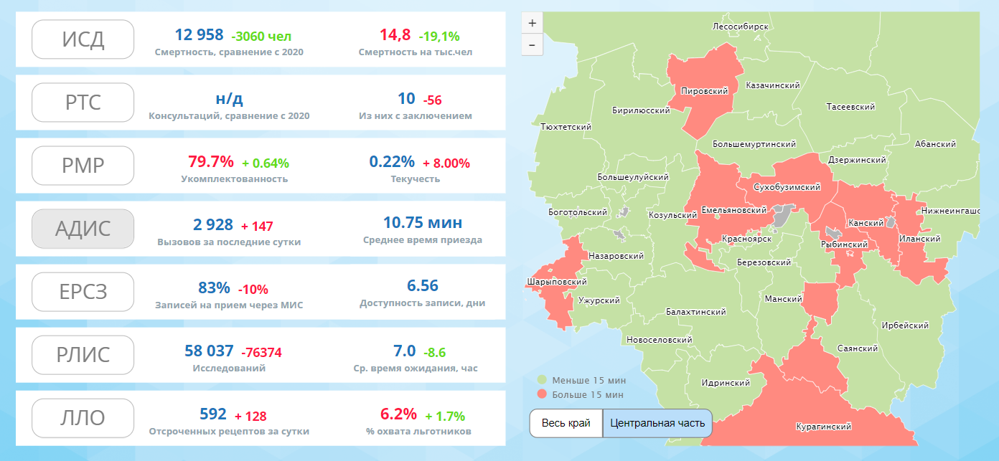 ИСД
12 958 -3060 чел
Смертность, сравнение с 2020
14,8 -19,1%
Смертность на тыс.чел
РТС
н/д
Консультаций, сравнение с 2020
10 -56
Из них с заключением
РМР
79.7% + 0.64%
Укомплектованность
0.22% + 8.00%
Текучесть
АДИС
2 928 + 147
Вызовов за последние сутки
10.75 мин
Среднее время приезда
ЕРСЗ
83% -10%
Записей на прием через МИС
6.56
Доступность записи, дни
РЛИС
58 037 -76374
Исследований
7.0 -8.6
Ср. время ожидания, час
ЛЛО
592 + 128
Отсроченных рецептов за сутки
6.2% + 1.7%
% охвата льготников
+
−
Лесосибирск
Пировский
Казачинский
Бирилюсский
Тасеевский
Тюхтетский
Большемуртинский
Абанский
Дзержинский
Большеулуйский
Сухобузимский
Боготольский
Козульский
Емельяновский
Нижнеингашс
Канский
Красноярск
Рыбинский
Иланский
Назаровский
Березовский
Шарыповский
Ужурский
Манский
Балахтинский
Ирбейский
Новоселовский
Саянский
Идринский
Курагинский
Меньше 15 мин
Больше 15 мин
Весь край
Центральная часть